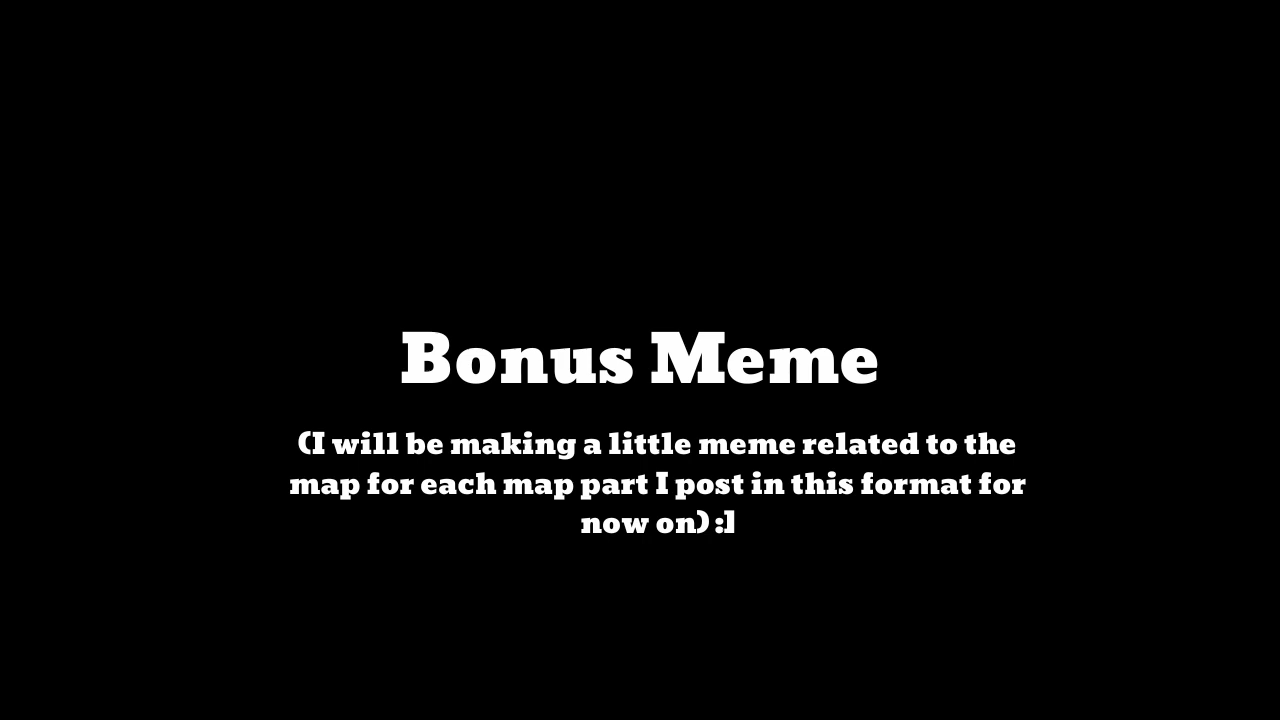 Bonus Meme
(I will be making a little meme related to the
map for each map part I post in this format for
now on) :]